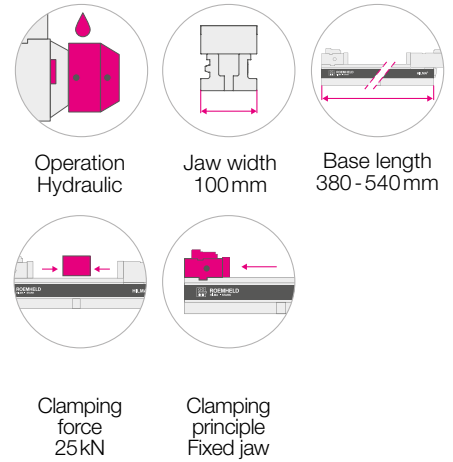 Operation
Hydraulic
Jaw width
100 mm
Base length
380 - 540 mm
ROEMHELD
Clamping
force
25 kN
ROEMHELD
Clamping
principle
Fixed jaw